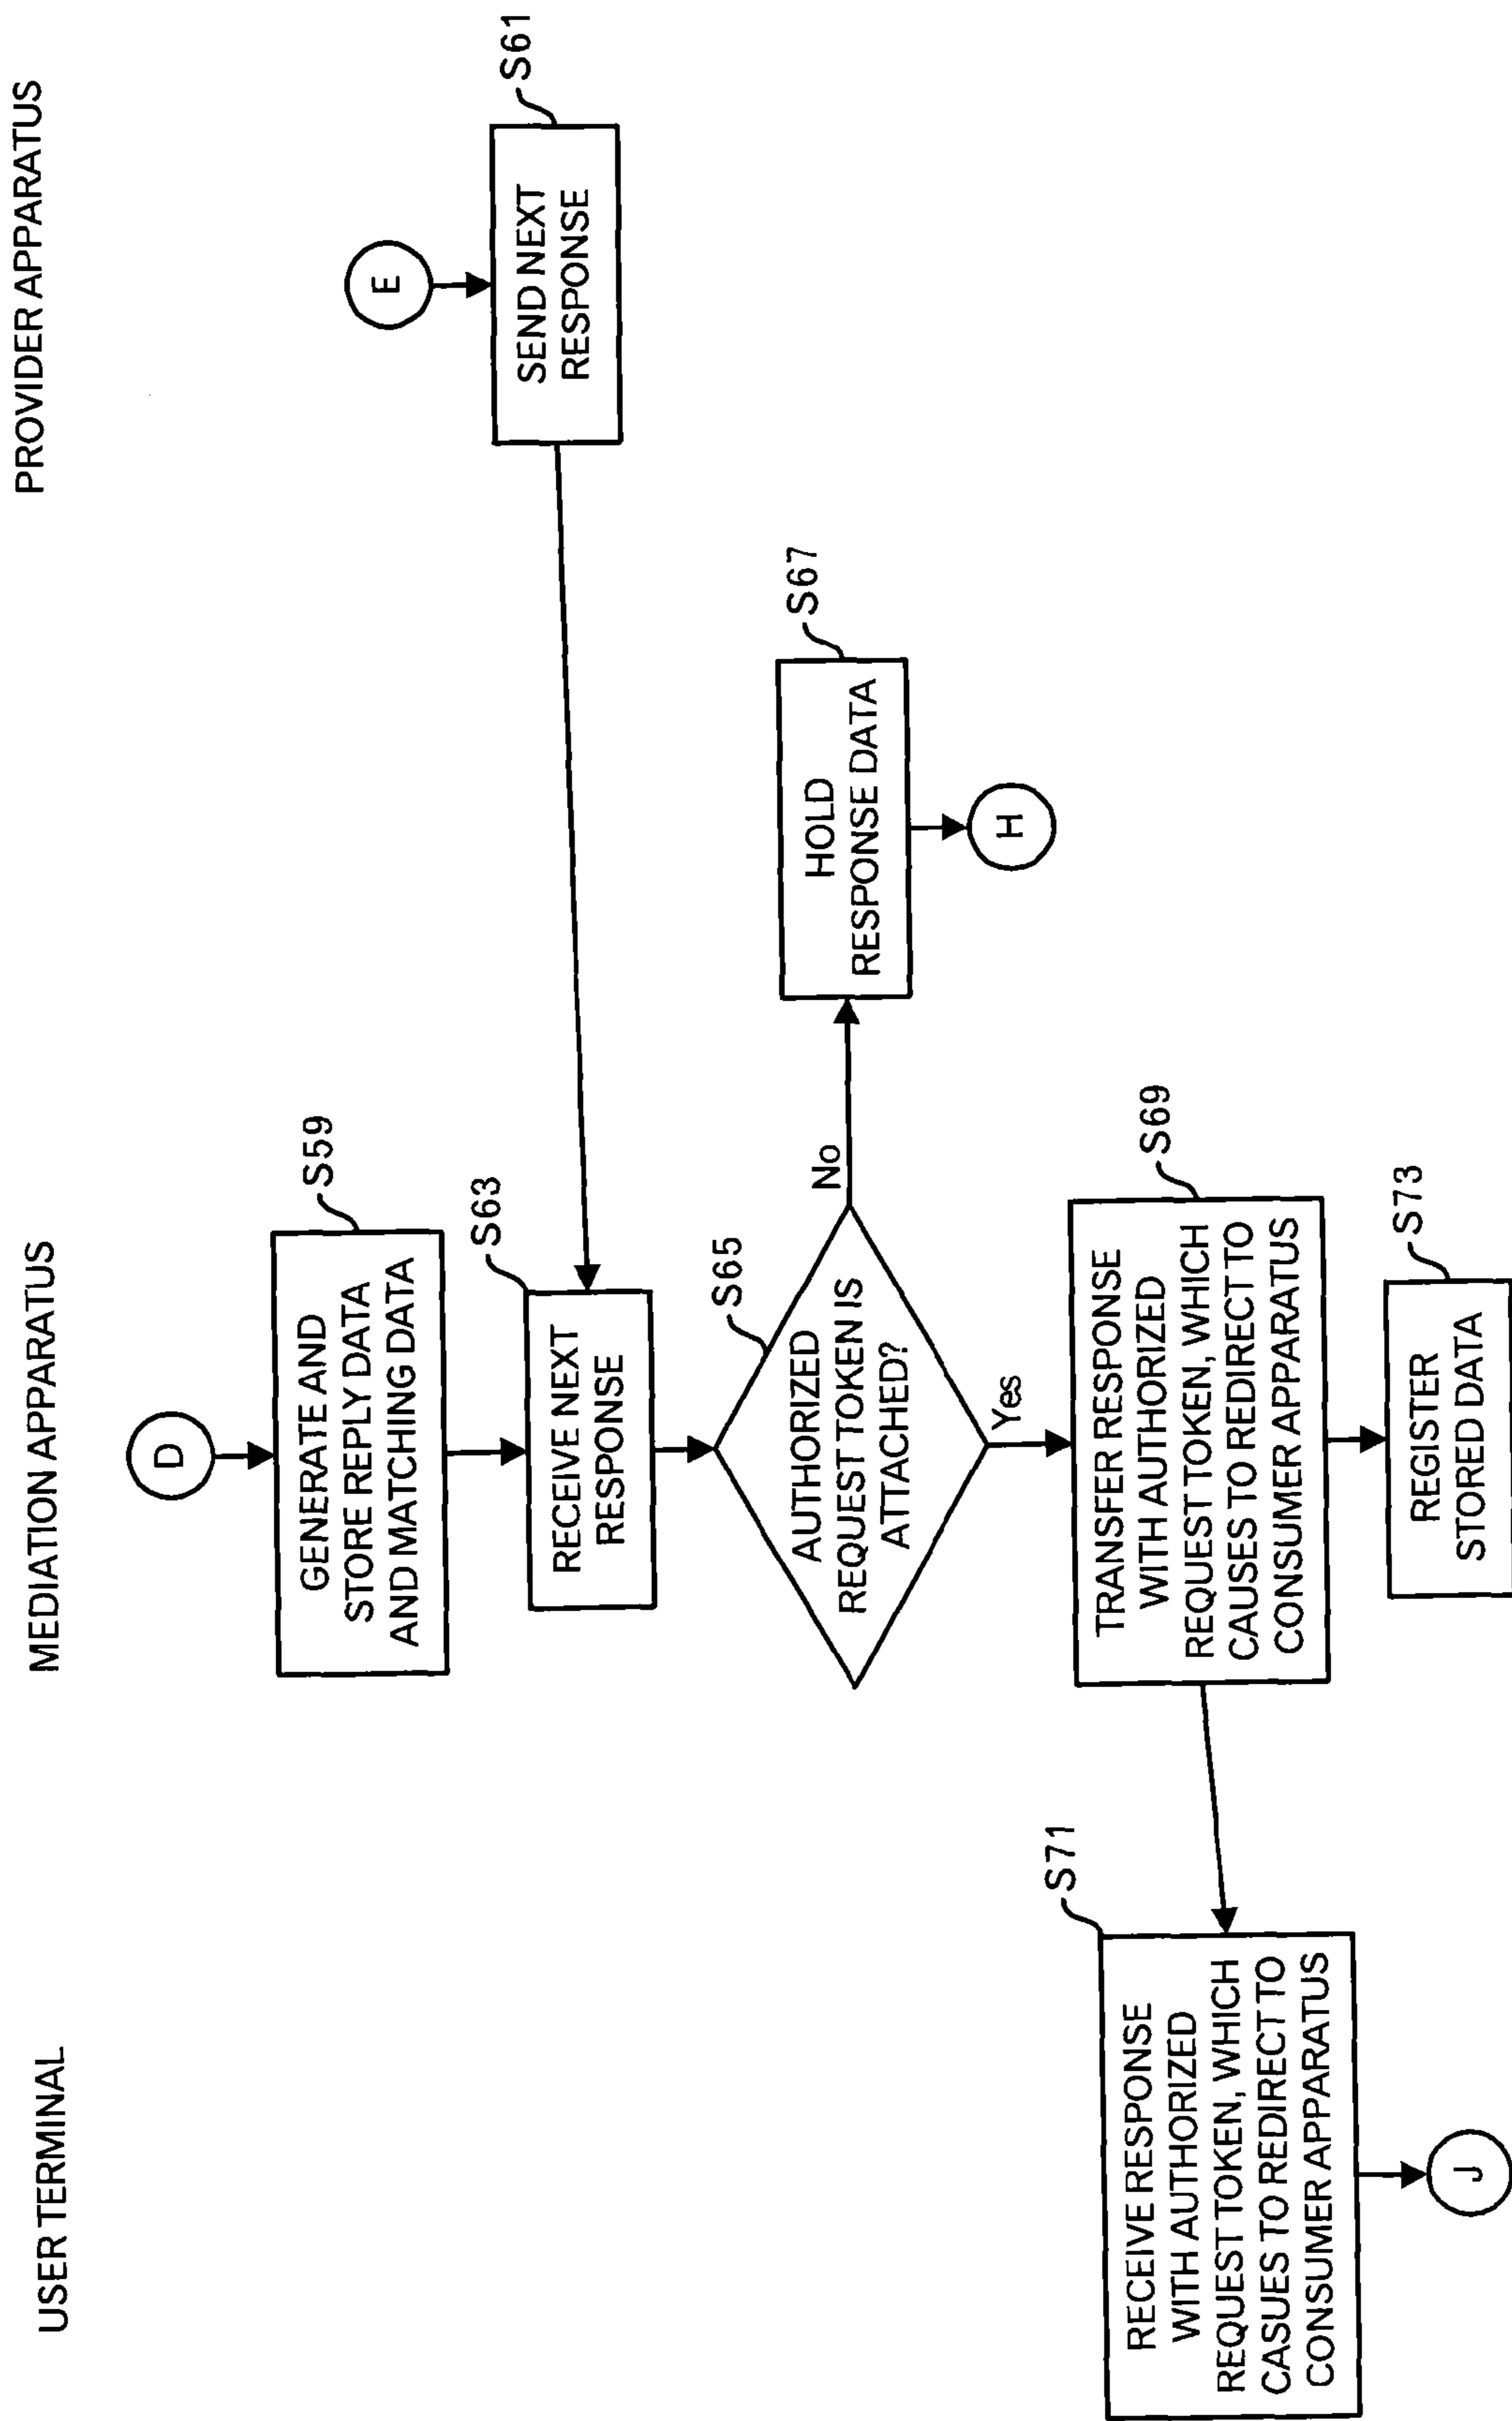 USER TERMINAL
MEDIATION APPARATUS
PROVIDER APPARATUS
D
E
S59
GENERATE AND
STORE REPLY DATA
AND MATCHING DATA
S61
SEND NEXT
RESPONSE
S63
RECEIVE NEXT
RESPONSE
S65
AUTHORIZED
REQUEST TOKEN IS
ATTACHED?
No
Yes
S67
HOLD
RESPONSE DATA
H
S69
TRANSFER RESPONSE
WITH AUTHORIZED
REQUEST TOKEN, WHICH
CAUSES TO REDIRECT TO
CONSUMER APPARATUS
S71
RECEIVE RESPONSE
WITH AUTHORIZED
REQUEST TOKEN, WHICH
CASUES TO REDIRECT TO
CONSUMER APPARATUS
S73
REGISTER
STORED DATA
J